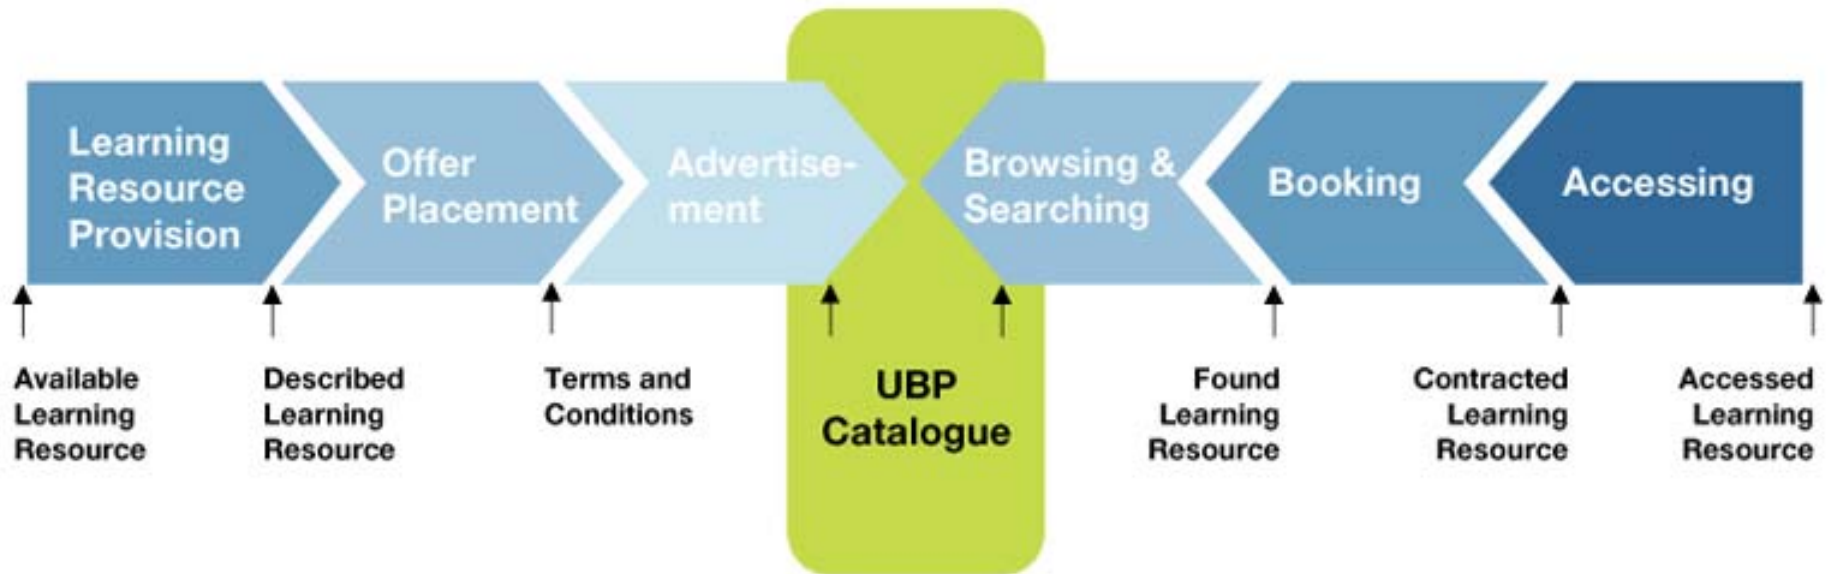 Learning
Resource
Provision
Offer
Placement
Advertise-
ment
Browsing &
Searching
Booking
Accessing
Available
Learning
Resource
Described
Learning
Resource
Terms and
Conditions
UBP
Catalogue
Found
Learning
Resource
Contracted
Learning
Resource
Accessed
Learning
Resource